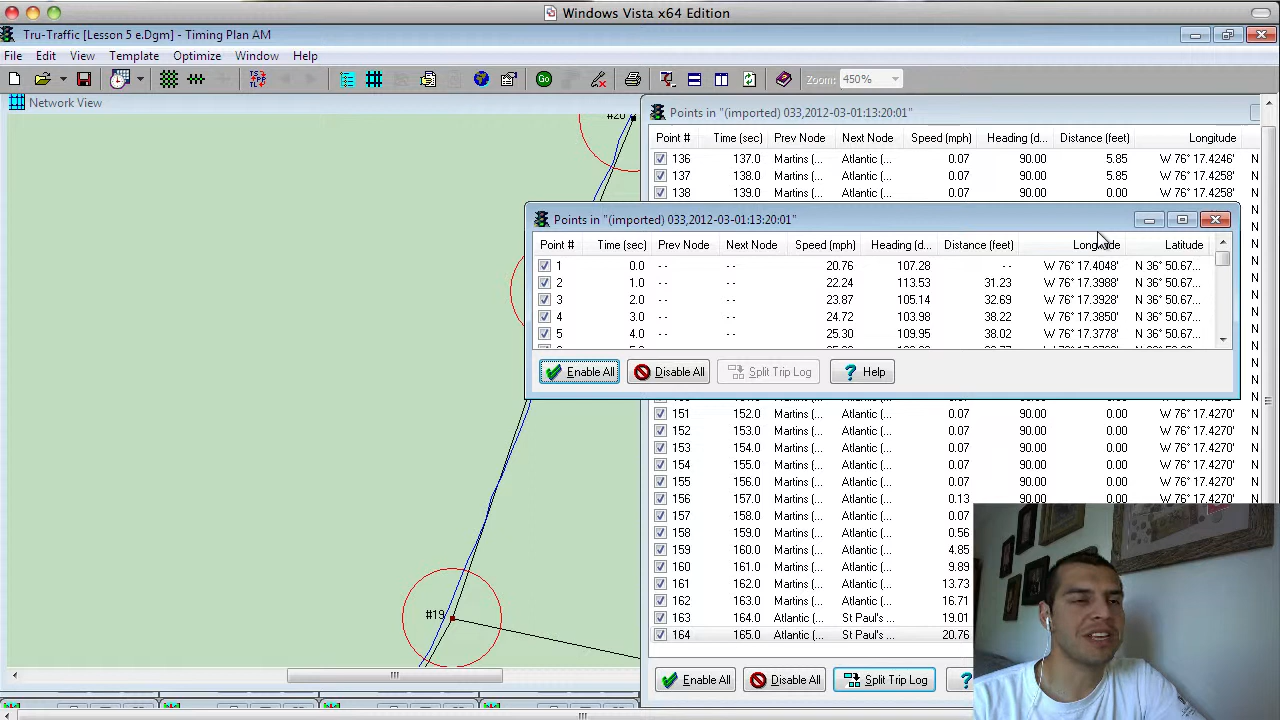 Windows Vista x64 Edition
Tru-Traffic [Lesson 5 e.Dgm] - Timing Plan AM
File Edit View Template Optimize Window Help
Zoom: 450%
Network View
#20
#19
Points in "(imported) 033,2012-03-01:13:20:01"
Point # Time (sec) Prev Node Next Node Speed (mph) Heading (d... Distance (feet) Longitude
136 137.0 Martins (... Atlantic (... 0.07 90.00 5.85 W 76° 17.4246' N
137 138.0 Martins (... Atlantic (... 0.07 90.00 5.85 W 76° 17.4258' N
138 139.0 Martins (... Atlantic (... 0.07 90.00 0.00 W 76° 17.4270' N
Points in "(imported) 033,2012-03-01:13:20:01"
Point # Time (sec) Prev Node Next Node Speed (mph) Heading (d... Distance (feet) Longitude Latitude
1 0.0 -- -- 20.76 107.28 -- W 76° 17.4048' N 36° 50.67...
2 1.0 -- -- 22.24 113.53 31.23 W 76° 17.3988' N 36° 50.67...
3 2.0 -- -- 23.87 105.14 32.69 W 76° 17.3928' N 36° 50.67...
4 3.0 -- -- 24.72 103.98 38.22 W 76° 17.3850' N 36° 50.67...
5 4.0 -- -- 25.30 109.95 38.02 W 76° 17.3778' N 36° 50.67...
Enable All Disable All Split Trip Log Help
151 152.0 Martins (... Atlantic (... 0.07 90.00 0.00 W 76° 17.4270' N
152 153.0 Martins (... Atlantic (... 0.07 90.00 0.00 W 76° 17.4270' N
153 154.0 Martins (... Atlantic (... 0.07 90.00 0.00 W 76° 17.4270' N
154 155.0 Martins (... Atlantic (... 0.07 90.00 0.00 W 76° 17.4270' N
155 156.0 Martins (... Atlantic (... 0.07 90.00 0.00 W 76° 17.4270' N
156 157.0 Martins (... Atlantic (... 0.13 90.00 0.00 W 76° 17.4270' N
157 158.0 Martins (... Atlantic (... 0.07
158 159.0 Martins (... Atlantic (... 0.56
159 160.0 Martins (... Atlantic (... 4.85
160 161.0 Martins (... Atlantic (... 9.89
161 162.0 Martins (... Atlantic (... 13.73
162 163.0 Martins (... Atlantic (... 16.71
163 164.0 Atlantic (... St Paul's ... 19.01
164 165.0 Atlantic (... St Paul's ... 20.76
Enable All Disable All Split Trip Log